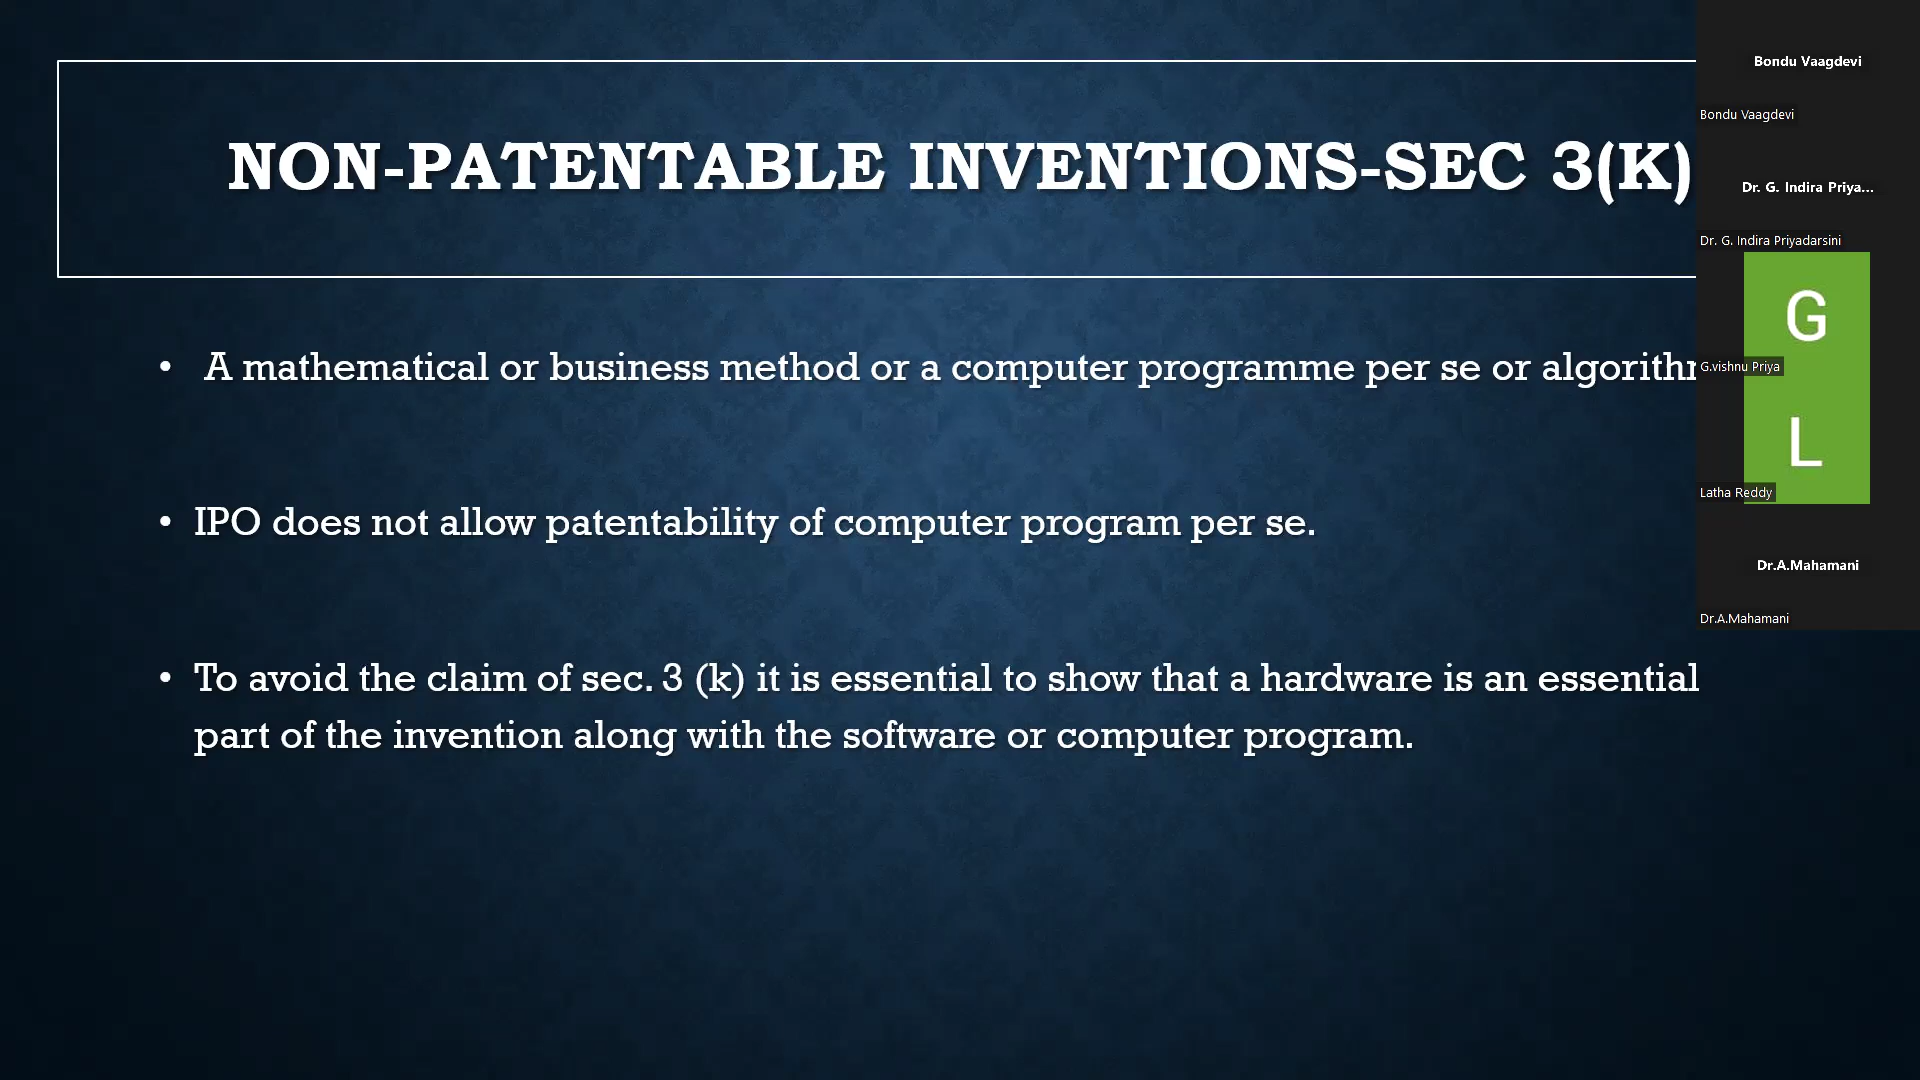 NON-PATENTABLE INVENTIONS-SEC 3(K)
• A mathematical or business method or a computer programme per se or
• IPO does not allow patentability of computer program per se.
• To avoid the claim of sec. 3 (k) it is essential to show that a hardware is an essential
part of the invention along with the software or computer program.
Bondu Vaagdevi
Bondu Vaagdevi
Dr. G. Indira Priya...
Dr. G. Indira Priyadarsini
G
G.vishnu Priya
L
Latha Reddy
Dr.A.Mahamani
Dr.A.Mahamani